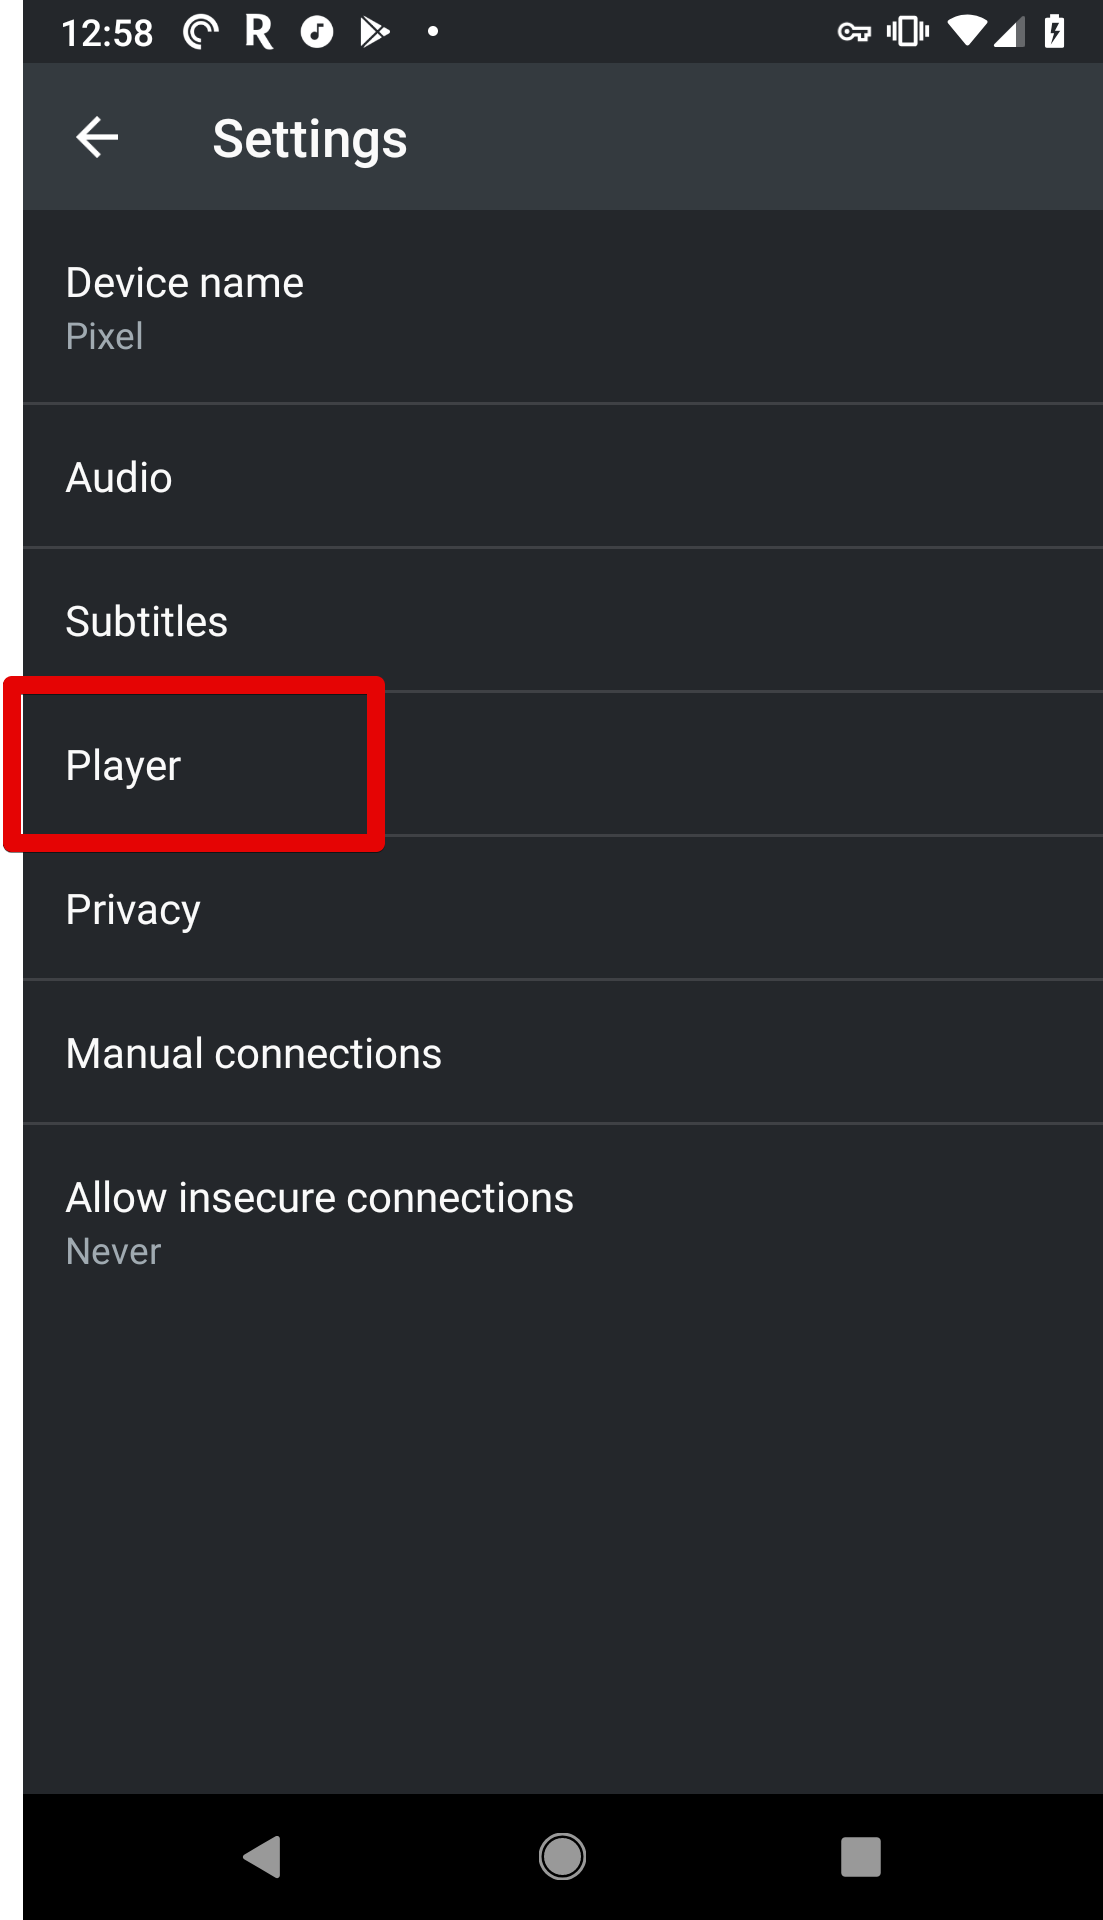 12:58
Settings
Device name
Pixel
Audio
Subtitles
Player
Privacy
Manual connections
Allow insecure connections
Never